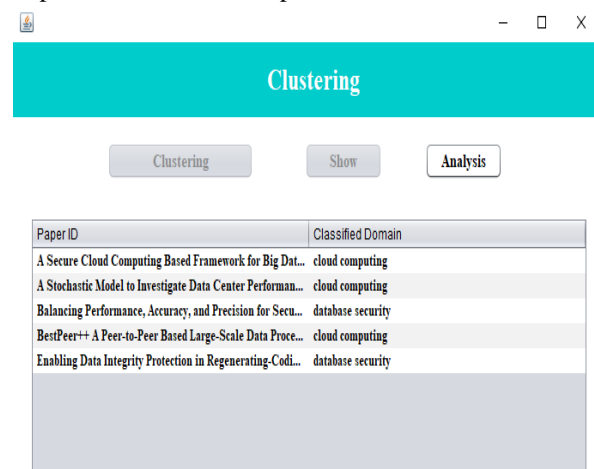 Clustering
Clustering Show Analysis
Paper ID Classified Domain
A Secure Cloud Computing Based Framework for Big Dat... cloud computing
A Stochastic Model to Investigate Data Center Performan... cloud computing
Balancing Performance, Accuracy, and Precision for Secu... database security
BestPeer++ A Peer-to-Peer Based Large-Scale Data Proce... cloud computing
Enabling Data Integrity Protection in Regenerating-Codi... database security